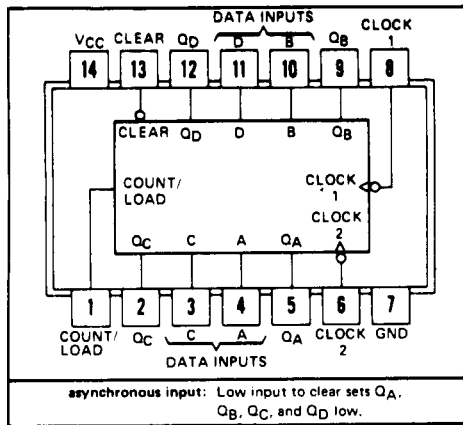 DATA INPUTS
VCC CLEAR QD D B QB CLOCK 1
14 13 12 11 10 9 8
CLEAR QD D B QB
COUNT/ LOAD
CLOCK 1
CLOCK 2
QC C A QA
1 2 3 4 5 6 7
COUNT/ LOAD QC C A QA CLOCK 2 GND
DATA INPUTS
asynchronous input: Low input to clear sets QA,
QB, QC, and QD low.